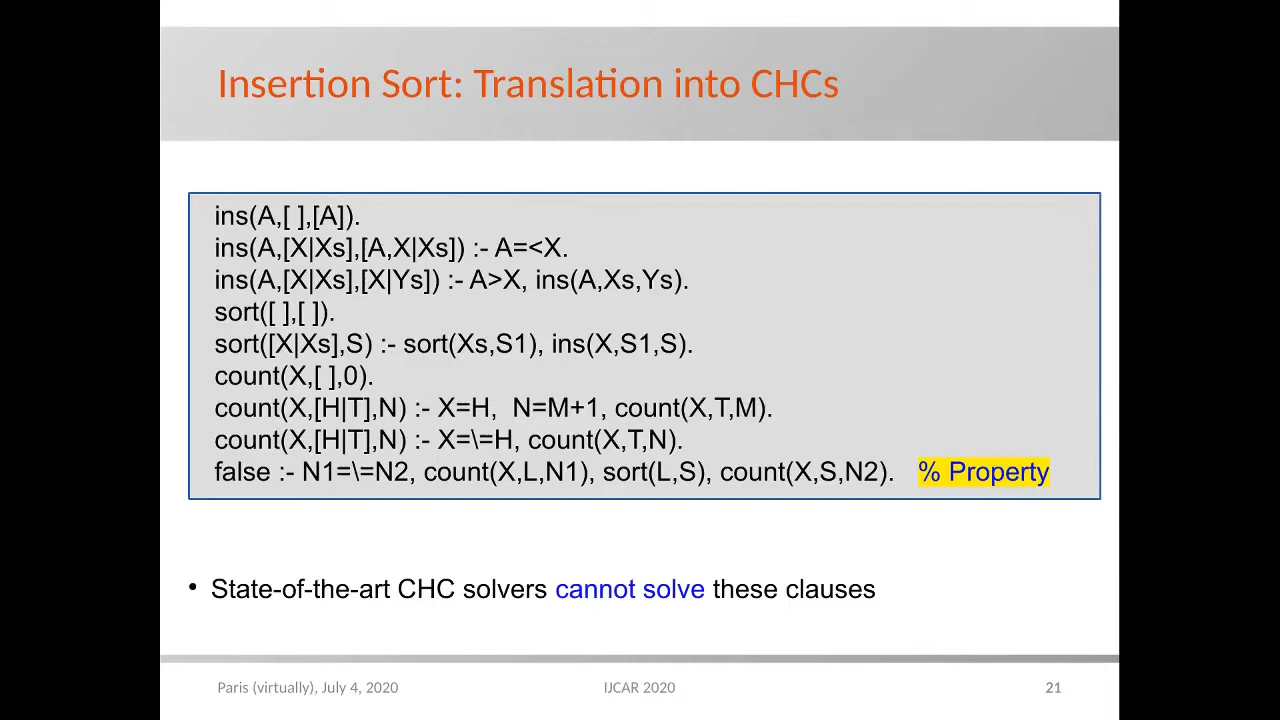 Insertion Sort: Translation into CHCs
ins(A,[ ],[A]).
ins(A,[X|Xs],[A,X|Xs]) :- A=<X.
ins(A,[X|Xs],[X|Ys]) :- A>X, ins(A,Xs,Ys).
sort([ ],[ ]).
sort([X|Xs],S) :- sort(Xs,S1), ins(X,S1,S).
count(X,[ ],0).
count(X,[H|T],N) :- X=H,  N=M+1, count(X,T,M).
count(X,[H|T],N) :- X=\=H, count(X,T,N).
false :- N1=\=N2, count(X,L,N1), sort(L,S), count(X,S,N2).   % Property
• State-of-the-art CHC solvers cannot solve these clauses
Paris (virtually), July 4, 2020 IJCAR 2020 21